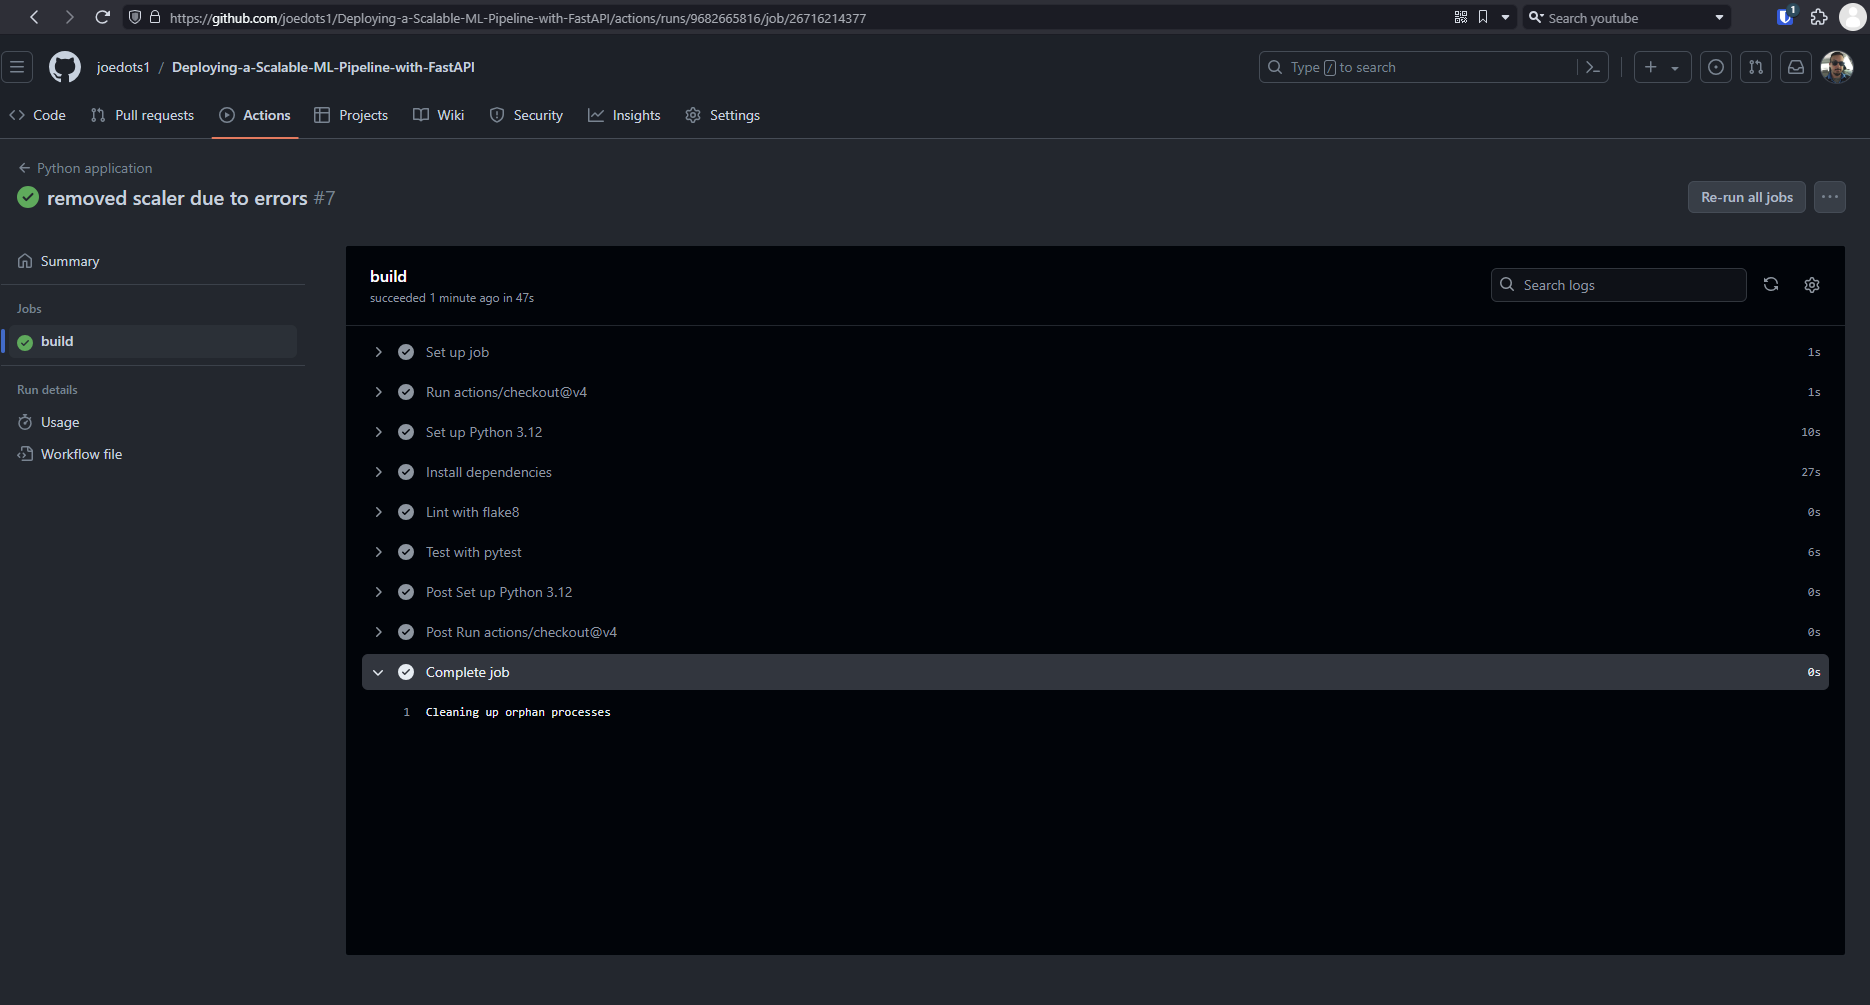 https://github.com/joedots1/Deploying-a-Scalable-ML-Pipeline-with-FastAPI/actions/runs/9682665816/job/26716214377
Search youtube
1
joedots1 / Deploying-a-Scalable-ML-Pipeline-with-FastAPI
Type / to search
Code
Pull requests
Actions
Projects
Wiki
Security
Insights
Settings
Python application
removed scaler due to errors #7
Re-run all jobs
Summary
Jobs
build
Run details
Usage
Workflow file
build
succeeded 1 minute ago in 47s
Search logs
Set up job 1s
Run actions/checkout@v4 1s
Set up Python 3.12 10s
Install dependencies 27s
Lint with flake8 0s
Test with pytest 6s
Post Set up Python 3.12 0s
Post Run actions/checkout@v4 0s
Complete job 0s
1 Cleaning up orphan processes